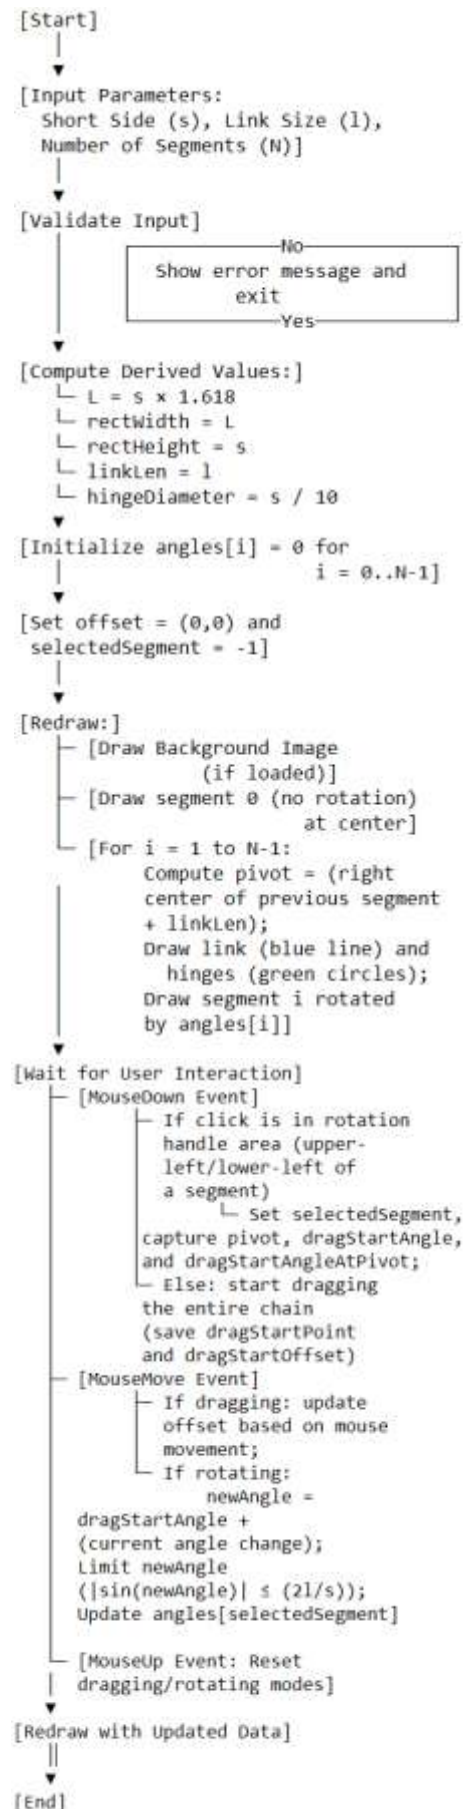 [Start]
[Input Parameters:
Short Side (s), Link Size (l),
Number of Segments (N)]
[Validate Input]
No
Show error message and
exit
Yes
[Compute Derived Values:]
L = s × 1.618
rectWidth = L
rectHeight = s
linkLen = l
hingeDiameter = s / 10
[Initialize angles[i] = 0 for
i = 0..N-1]
[Set offset = (0,0) and
selectedSegment = -1]
[Redraw:]
[Draw Background Image
(if loaded)]
[Draw segment 0 (no rotation)
at center]
[For i = 1 to N-1:
Compute pivot = (right
center of previous segment
+ linkLen);
Draw link (blue line) and
hinges (green circles);
Draw segment i rotated
by angles[i]]
[Wait for User Interaction]
[MouseDown Event]
If click is in rotation
handle area (upper-
left/lower-left of
a segment)
Set selectedSegment,
capture pivot, dragStartAngle,
and dragStartAngleAtPivot;
Else: start dragging
the entire chain
(save dragStartPoint
and dragStartOffset)
[MouseMove Event]
If dragging: update
offset based on mouse
movement;
If rotating:
newAngle =
dragStartAngle +
(current angle change);
Limit newAngle
(|sin(newAngle)| ≤ (2l/s));
Update angles[selectedSegment]
[MouseUp Event: Reset
dragging/rotating modes]
[Redraw with Updated Data]
[End]